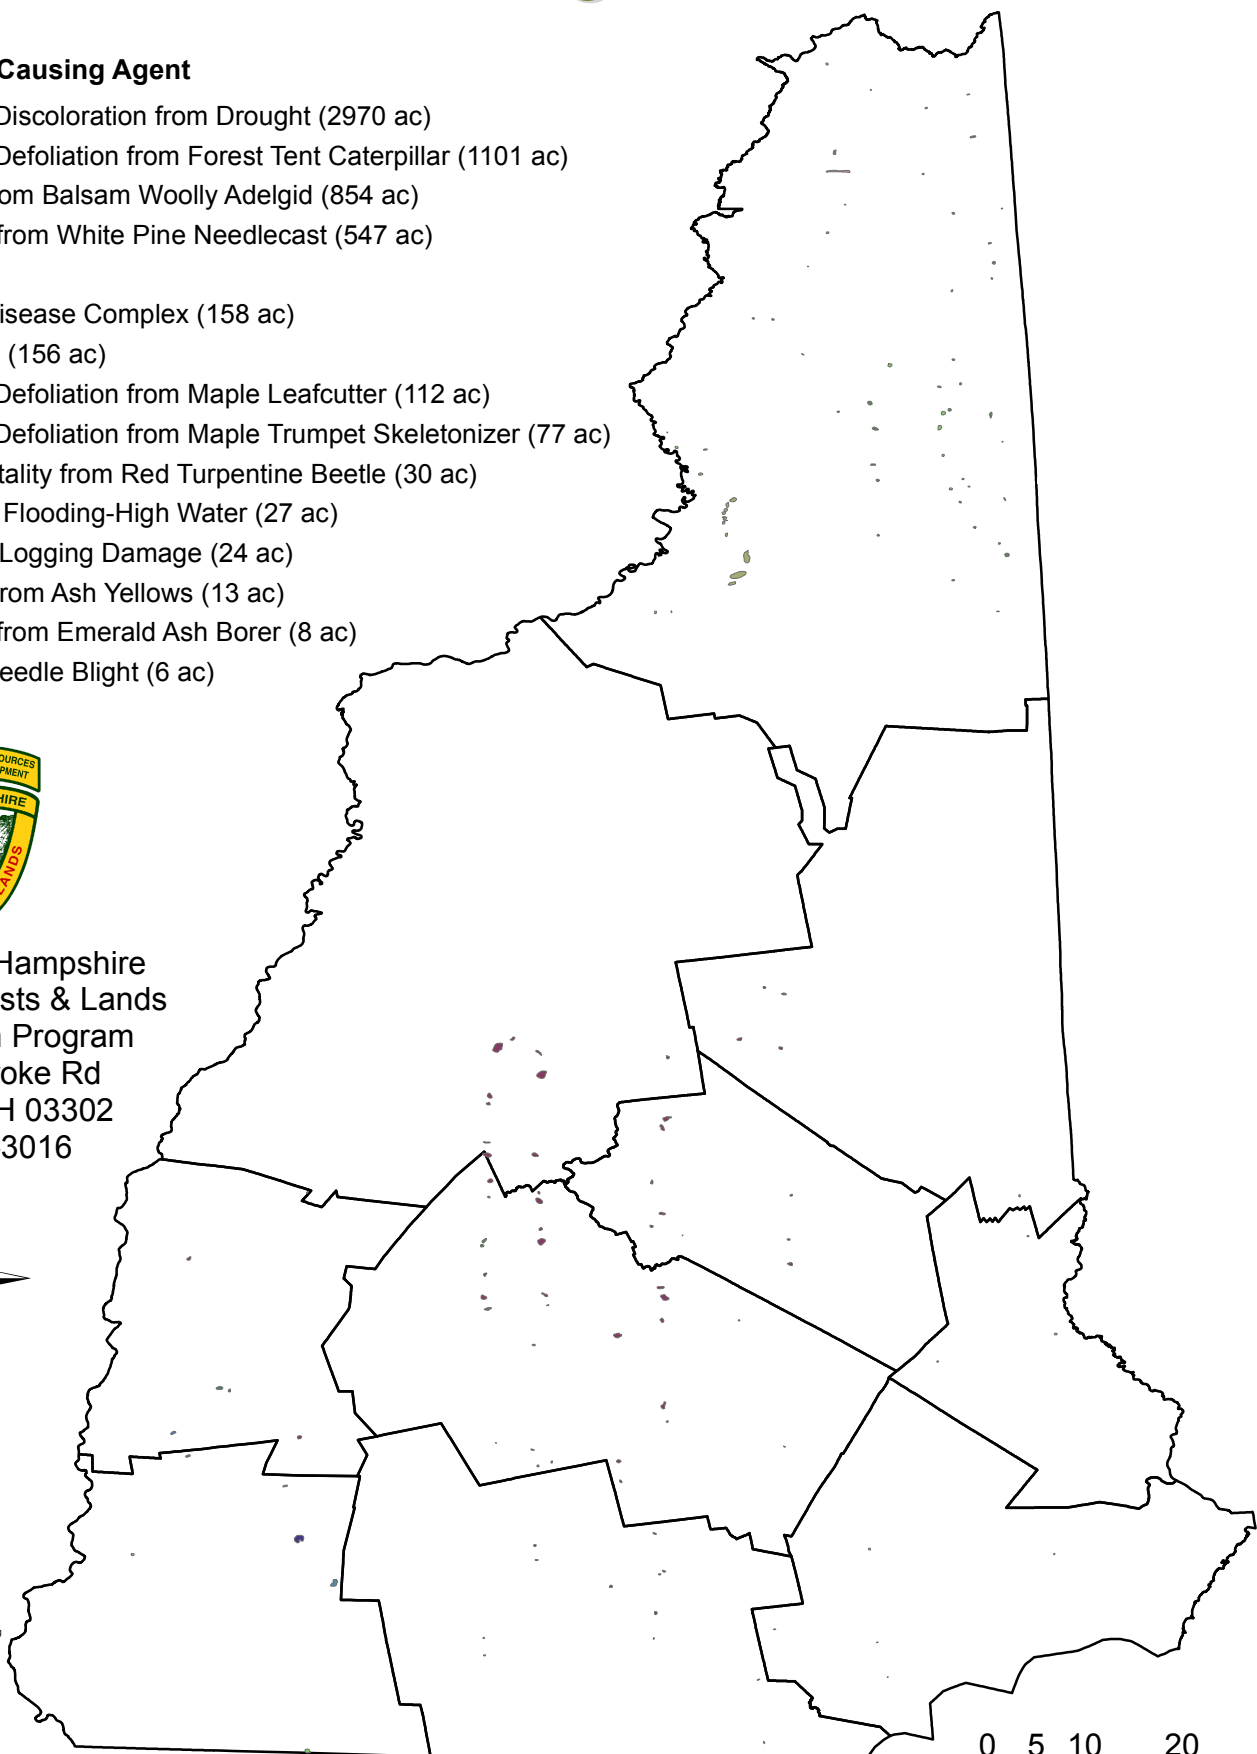 Causing Agent
Discoloration from Drought (2970 ac)
Defoliation from Forest Tent Caterpillar (1101 ac)
om Balsam Woolly Adelgid (854 ac)
from White Pine Needlecast (547 ac)
isease Complex (158 ac)
(156 ac)
Defoliation from Maple Leafcutter (112 ac)
Defoliation from Maple Trumpet Skeletonizer (77 ac)
tality from Red Turpentine Beetle (30 ac)
Flooding-High Water (27 ac)
Logging Damage (24 ac)
rom Ash Yellows (13 ac)
from Emerald Ash Borer (8 ac)
eedle Blight (6 ac)
OURCES
PMENT
HIRE
LANDS
Hampshire
sts & Lands
n Program
oke Rd
H 03302
3016
0 5 10 20